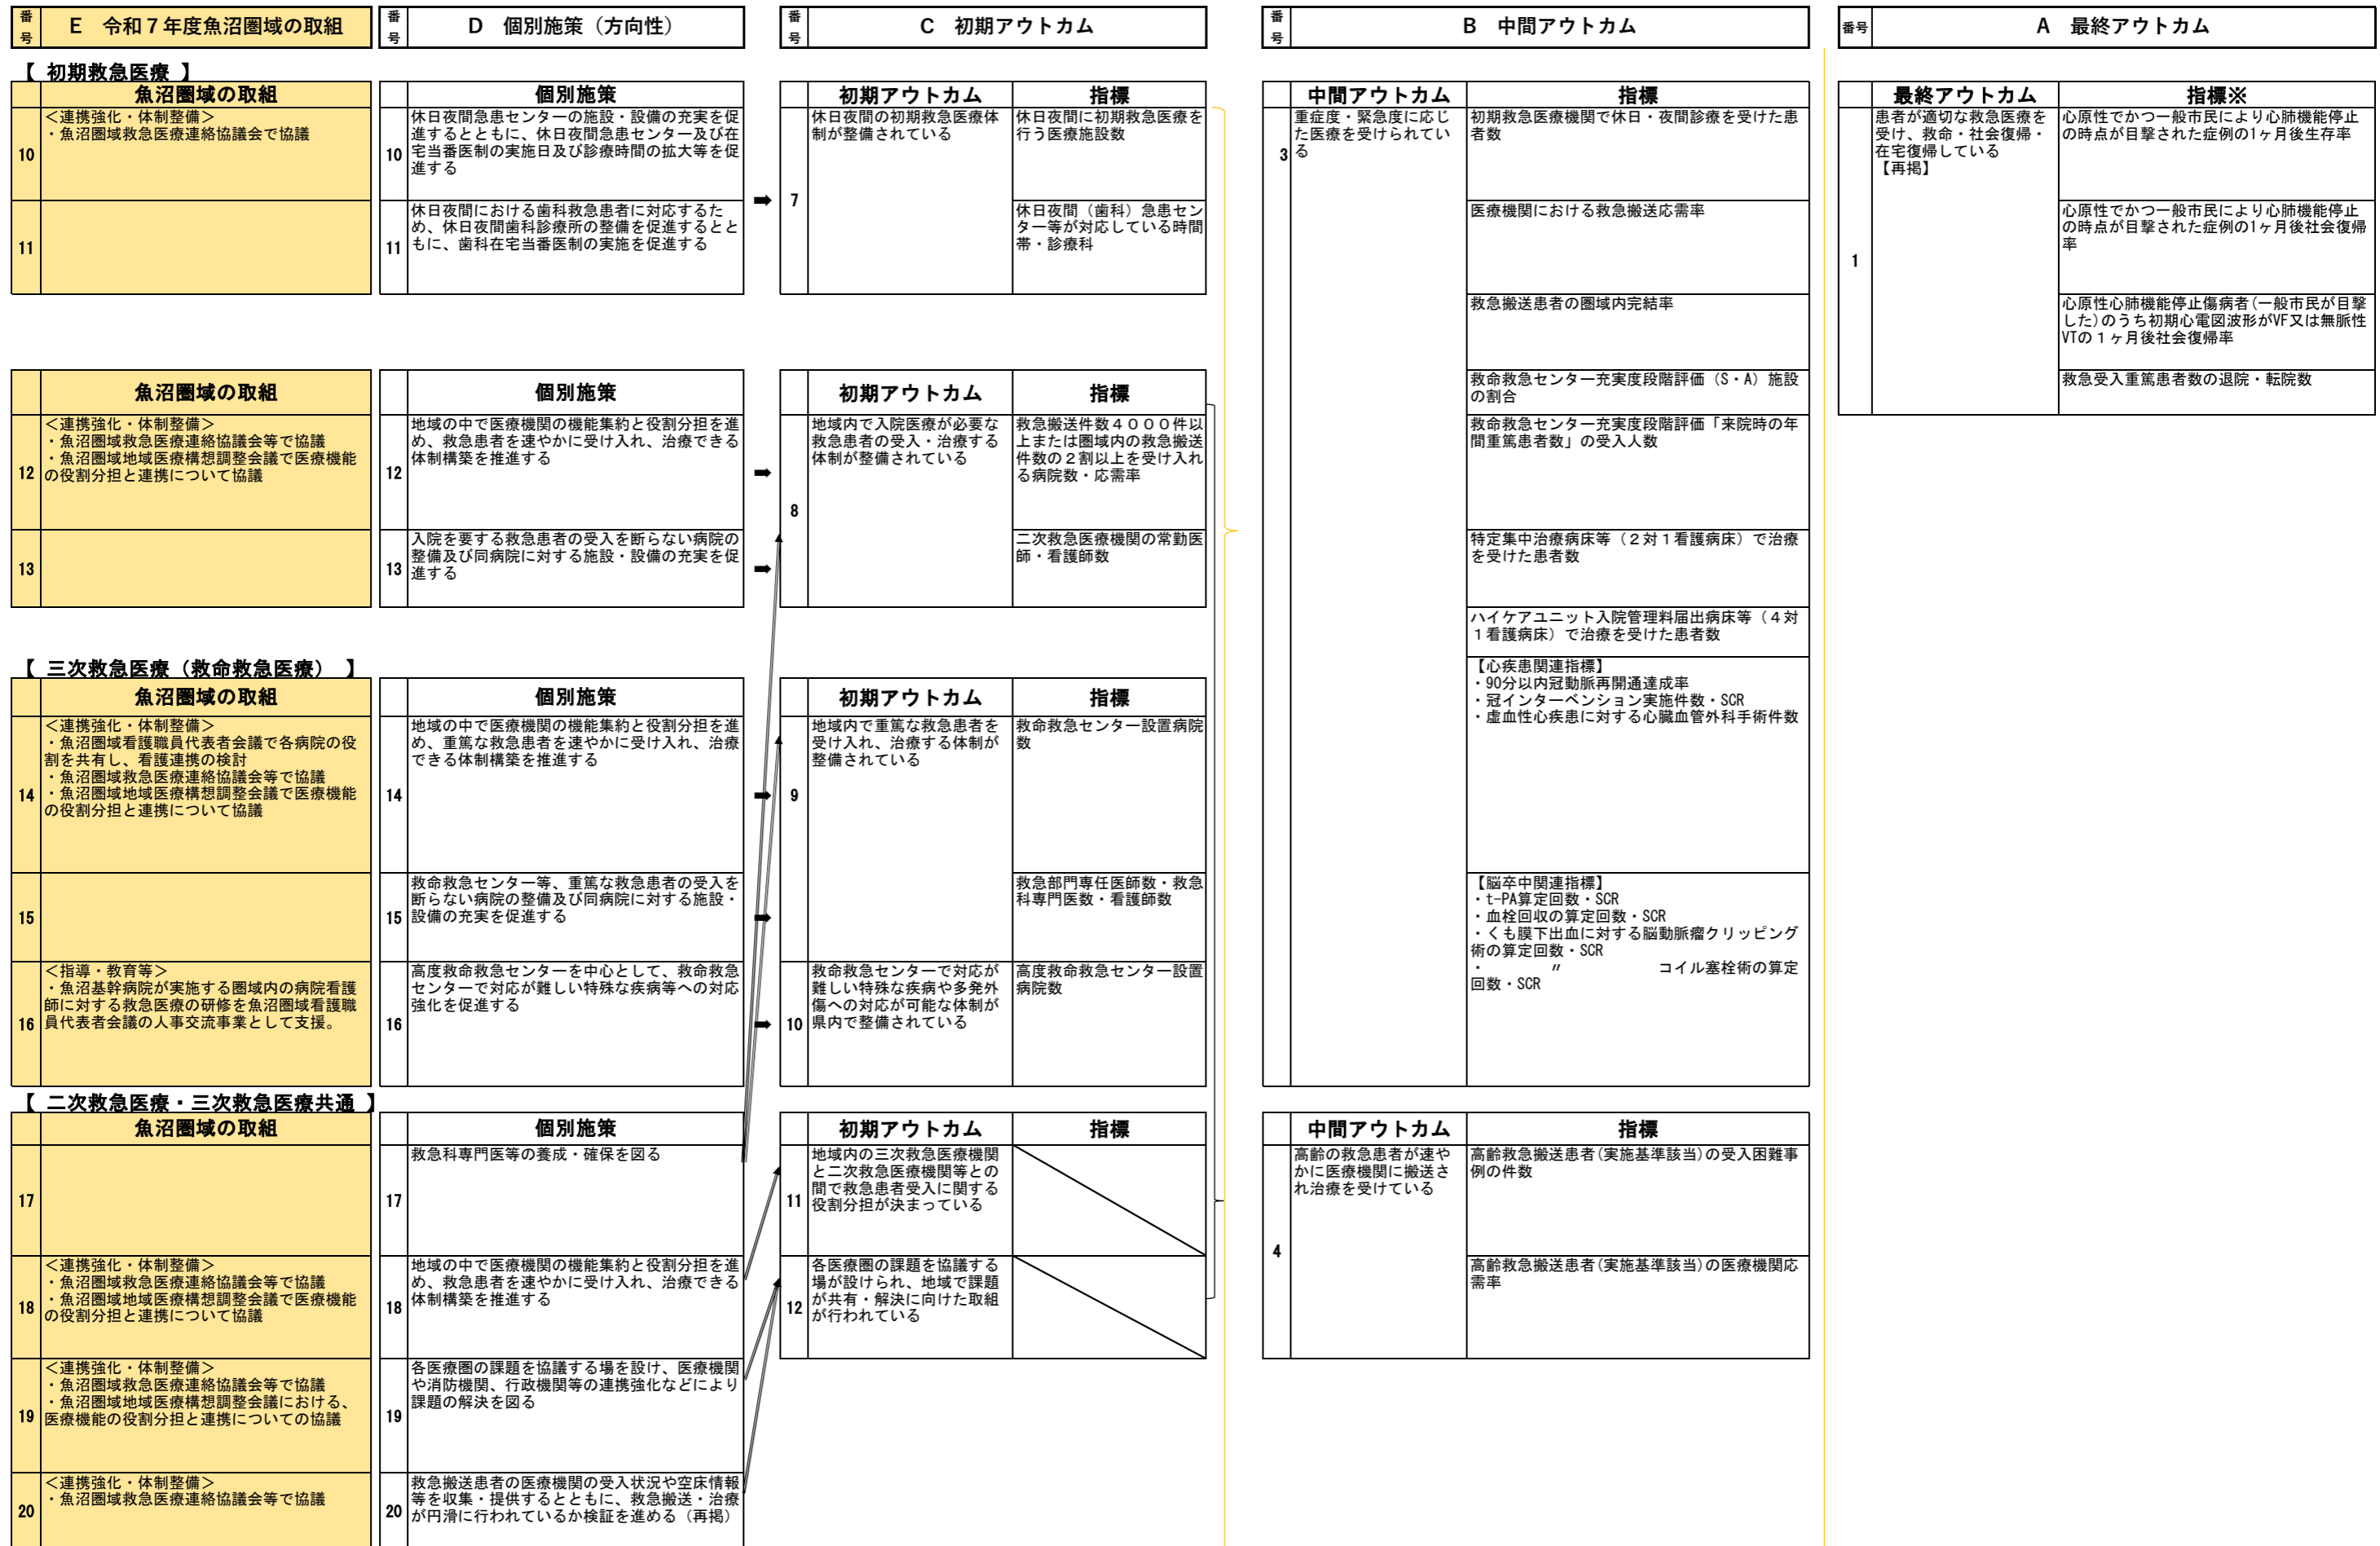 番号
E　令和７年度魚沼圏域の取組
番号
D　個別施策（方向性）
番号
C　初期アウトカム
番号
B　中間アウトカム
番号
A　最終アウトカム
【 初期救急医療 】
魚沼圏域の取組
10
＜連携強化・体制整備＞
・魚沼圏域救急医療連絡協議会で協議
11
個別施策
10
休日夜間急患センターの施設・設備の充実を促
進するとともに、休日夜間急患センター及び在
宅当番医制の実施日及び診療時間の拡大等を促
進する
11
休日夜間における歯科救急患者に対応するた
め、休日夜間歯科診療所の整備を促進するとと
もに、歯科在宅当番医制の実施を促進する
➡
初期アウトカム
指標
7
休日夜間の初期救急医療体
制が整備されている
休日夜間に初期救急医療を
行う医療施設数
休日夜間（歯科）急患セン
ター等が対応している時間
帯・診療科
魚沼圏域の取組
12
＜連携強化・体制整備＞
・魚沼圏域救急医療連絡協議会等で協議
・魚沼圏域地域医療構想調整会議で医療機能
の役割分担と連携について協議
13
個別施策
12
地域の中で医療機関の機能集約と役割分担を進
め、救急患者を速やかに受け入れ、治療できる
体制構築を推進する
➡
13
入院を要する救急患者の受入を断らない病院の
整備及び同病院に対する施設・設備の充実を促
進する
➡
初期アウトカム
指標
8
地域内で入院医療が必要な
救急患者の受入・治療する
体制が整備されている
救急搬送件数４０００件以
上または圏域内の救急搬送
件数の２割以上を受け入れ
る病院数・応需率
二次救急医療機関の常勤医
師・看護師数
【 三次救急医療（救命救急医療） 】
魚沼圏域の取組
14
＜連携強化・体制整備＞
・魚沼圏域看護職員代表者会議で各病院の役
割を共有し、看護連携の検討
・魚沼圏域救急医療連絡協議会等で協議
・魚沼圏域地域医療構想調整会議で医療機能
の役割分担と連携について協議
15
16
＜指導・教育等＞
・魚沼基幹病院が実施する圏域内の病院看護
師に対する救急医療の研修を魚沼圏域看護職
員代表者会議の人事交流事業として支援。
個別施策
14
地域の中で医療機関の機能集約と役割分担を進
め、重篤な救急患者を速やかに受け入れ、治療
できる体制構築を推進する
➡
15
救命救急センター等、重篤な救急患者の受入を
断らない病院の整備及び同病院に対する施設・
設備の充実を促進する
➡
16
高度救命救急センターを中心として、救命救急
センターで対応が難しい特殊な疾病等への対応
強化を促進する
➡
初期アウトカム
指標
9
地域内で重篤な救急患者を
受け入れ、治療する体制が
整備されている
救命救急センター設置病院
数
救急部門専任医師数・救急
科専門医数・看護師数
10
救命救急センターで対応が
難しい特殊な疾病や多発外
傷への対応が可能な体制が
県内で整備されている
高度救命救急センター設置
病院数
【 二次救急医療・三次救急医療共通 】
魚沼圏域の取組
17
18
＜連携強化・体制整備＞
・魚沼圏域救急医療連絡協議会等で協議
・魚沼圏域地域医療構想調整会議で医療機能
の役割分担と連携について協議
19
＜連携強化・体制整備＞
・魚沼圏域救急医療連絡協議会等で協議
・魚沼圏域地域医療構想調整会議における、
医療機能の役割分担と連携についての協議
20
＜連携強化・体制整備＞
・魚沼圏域救急医療連絡協議会等で協議
個別施策
17
救急科専門医等の養成・確保を図る
18
地域の中で医療機関の機能集約と役割分担を進
め、救急患者を速やかに受け入れ、治療できる
体制構築を推進する
19
各医療圏の課題を協議する場を設け、医療機関
や消防機関、行政機関等の連携強化などにより
課題の解決を図る
20
救急搬送患者の医療機関の受入状況や空床情報
等を収集・提供するとともに、救急搬送・治療
が円滑に行われているか検証を進める（再掲）
初期アウトカム
指標
11
地域内の三次救急医療機関
と二次救急医療機関等との
間で救急患者受入に関する
役割分担が決まっている
12
各医療圏の課題を協議する
場が設けられ、地域で課題
が共有・解決に向けた取組
が行われている
中間アウトカム
指標
3
重症度・緊急度に応じ
た医療を受けられてい
る
初期救急医療機関で休日・夜間診療を受けた患
者数
医療機関における救急搬送応需率
救急搬送患者の圏域内完結率
救命救急センター充実度段階評価（S・A）施設
の割合
救命救急センター充実度段階評価「来院時の年
間重篤患者数」の受入人数
特定集中治療病床等（２対１看護病床）で治療
を受けた患者数
ハイケアユニット入院管理料届出病床等（４対
１看護病床）で治療を受けた患者数
【心疾患関連指標】
・90分以内冠動脈再開通達成率
・冠インターベンション実施件数・SCR
・虚血性心疾患に対する心臓血管外科手術件数
【脳卒中関連指標】
・t-PA算定回数・SCR
・血栓回収の算定回数・SCR
・くも膜下出血に対する脳動脈瘤クリッピング
術の算定回数・SCR
・　　　　〃　　　　　　コイル塞栓術の算定
回数・SCR
中間アウトカム
指標
4
高齢の救急患者が速や
かに医療機関に搬送さ
れ治療を受けている
高齢救急搬送患者(実施基準該当)の受入困難事
例の件数
高齢救急搬送患者(実施基準該当)の医療機関応
需率
最終アウトカム
指標※
1
患者が適切な救急医療を
受け、救命・社会復帰・
在宅復帰している
【再掲】
心原性でかつ一般市民により心肺機能停止
の時点が目撃された症例の1ヶ月後生存率
心原性でかつ一般市民により心肺機能停止
の時点が目撃された症例の1ヶ月後社会復帰
率
心原性心肺機能停止傷病者(一般市民が目撃
した)のうち初期心電図波形がVF又は無脈性
VTの１ヶ月後社会復帰率
救急受入重篤患者数の退院・転院数